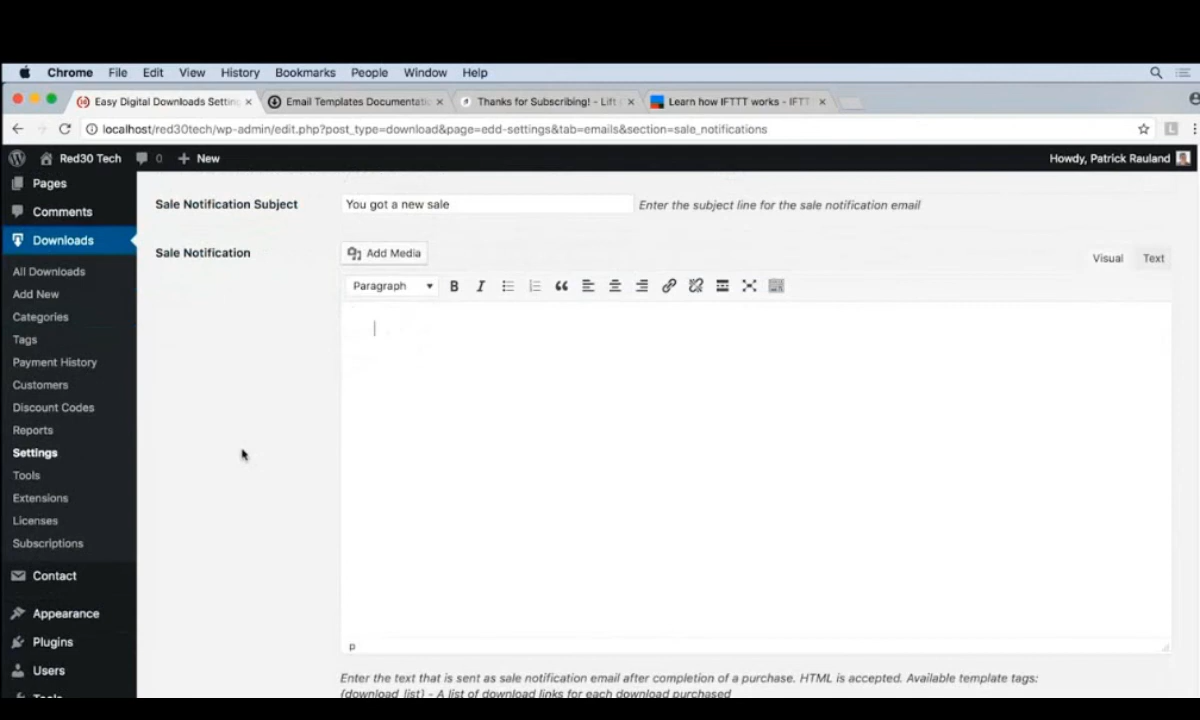 Chrome File Edit View History Bookmarks People Window Help
Easy Digital Downloads Setting Email Templates Documentatio Thanks for Subscribing! - Lift Learn how IFTTT works - IFTT
localhost/red30tech/wp-admin/edit.php?post_type=download&page=edd-settings&tab=emails&section=sale_notifications
Red30 Tech 0 + New Howdy, Patrick Rauland
Pages
Comments
Downloads
All Downloads
Add New
Categories
Tags
Payment History
Customers
Discount Codes
Reports
Settings
Tools
Extensions
Licenses
Subscriptions
Contact
Appearance
Plugins
Users
Tools
Sale Notification Subject You got a new sale Enter the subject line for the sale notification email
Sale Notification Add Media Visual Text
Paragraph B I
p
Enter the text that is sent as sale notification email after completion of a purchase. HTML is accepted. Available template tags:
{download_list} - A list of download links for each download purchased